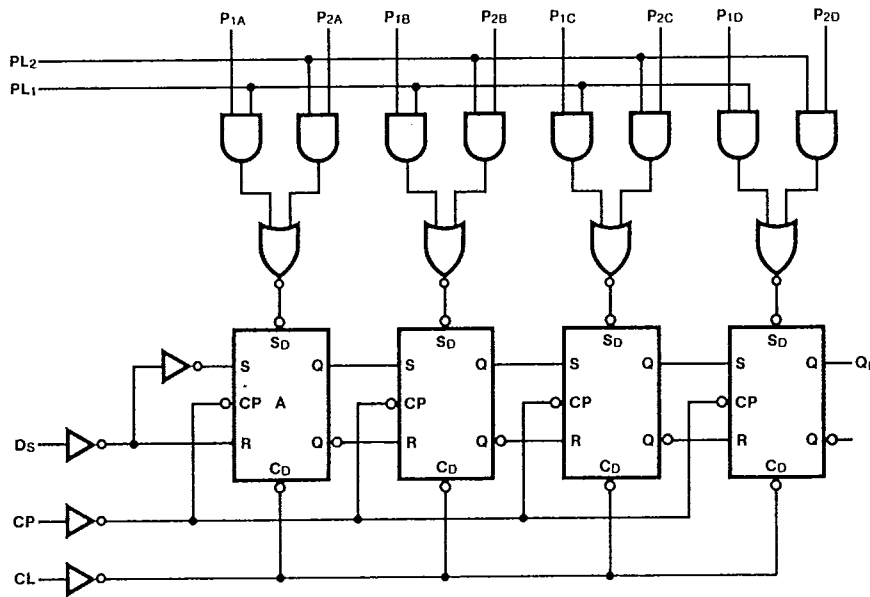 P1A P2A P1B P2B P1C P2C P1D P2D
PL2
PL1
SD SD SD SD
S Q S Q S Q S Q
CP A CP CP CP
DS R Q R Q R Q R Q
CD CD CD CD
CP
CL